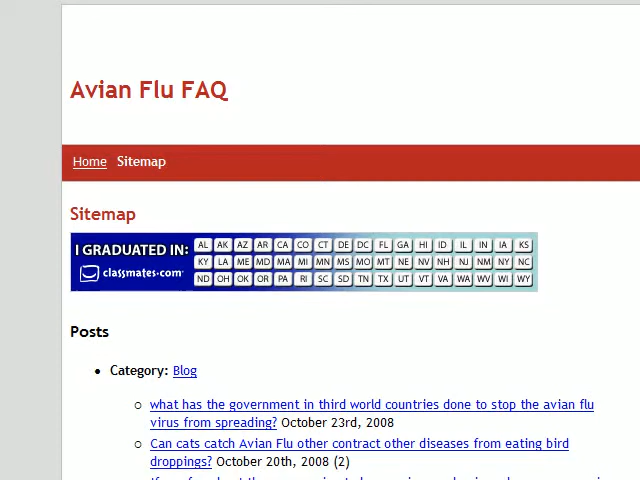 Avian Flu FAQ
Home Sitemap
Sitemap
I GRADUATED IN:
classmates.com
AL AK AZ AR CA CO CT DE DC FL GA HI ID IL IN IA KS
KY LA ME MD MA MI MN MS MO MT NE NV NH NJ NM NY NC
ND OH OK OR PA RI SC SD TN TX UT VT VA WA WV WI WY
Posts
Category: Blog
what has the government in third world countries done to stop the avian flu
virus from spreading? October 23rd, 2008
Can cats catch Avian Flu other contract other diseases from eating bird
droppings? October 20th, 2008 (2)